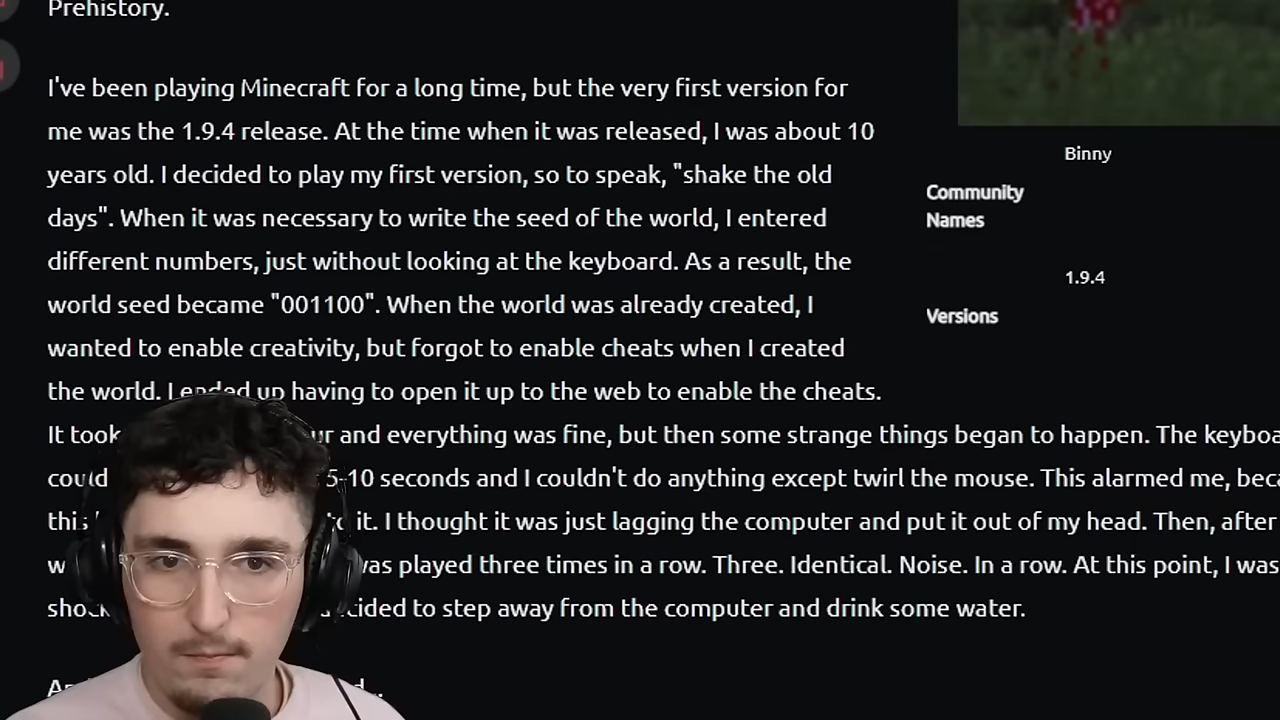 Prehistory.
I've been playing Minecraft for a long time, but the very first version for
me was the 1.9.4 release. At the time when it was released, I was about 10
years old. I decided to play my first version, so to speak, "shake the old
days". When it was necessary to write the seed of the world, I entered
different numbers, just without looking at the keyboard. As a result, the
world seed became "001100". When the world was already created, I
wanted to enable creativity, but forgot to enable cheats when I created
the world. I ended up having to open it up to the web to enable the cheats.
It took and everything was fine, but then some strange things began to happen. The
could 5-10 seconds and I couldn't do anything except twirl the mouse. This alarmed me,
it. I thought it was just lagging the computer and put it out of my head. Then, after
was played three times in a row. Three. Identical. Noise. In a row. At this point, I was
to step away from the computer and drink some water.
Binny
Community
Names
1.9.4
Versions